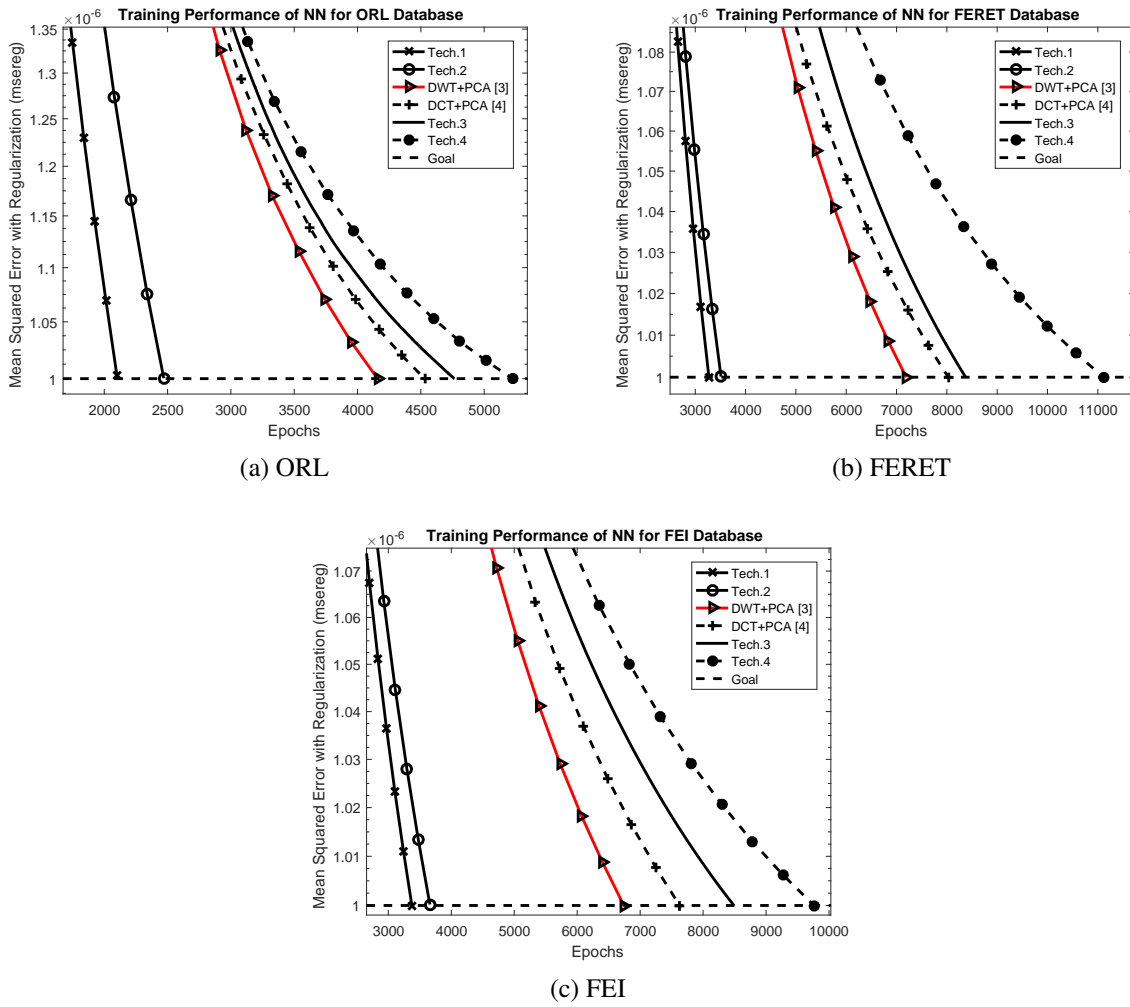 Training Performance of NN for ORL Database
×10^-6
1.35
1.3
1.25
1.2
1.15
1.1
1.05
1
Mean Squared Error with Regularization (msereg)
2000 2500 3000 3500 4000 4500 5000
Epochs
Tech.1
Tech.2
DWT+PCA [3]
DCT+PCA [4]
Tech.3
Tech.4
Goal
(a) ORL
Training Performance of NN for FERET Database
×10^-6
1.08
1.07
1.06
1.05
1.04
1.03
1.02
1.01
1
Mean Squared Error with Regularization (msereg)
3000 4000 5000 6000 7000 8000 9000 10000 11000
Epochs
Tech.1
Tech.2
DWT+PCA [3]
DCT+PCA [4]
Tech.3
Tech.4
Goal
(b) FERET
Training Performance of NN for FEI Database
×10^-6
1.07
1.06
1.05
1.04
1.03
1.02
1.01
1
Mean Squared Error with Regularization (msereg)
3000 4000 5000 6000 7000 8000 9000 10000
Epochs
Tech.1
Tech.2
DWT+PCA [3]
DCT+PCA [4]
Tech.3
Tech.4
Goal
(c) FEI